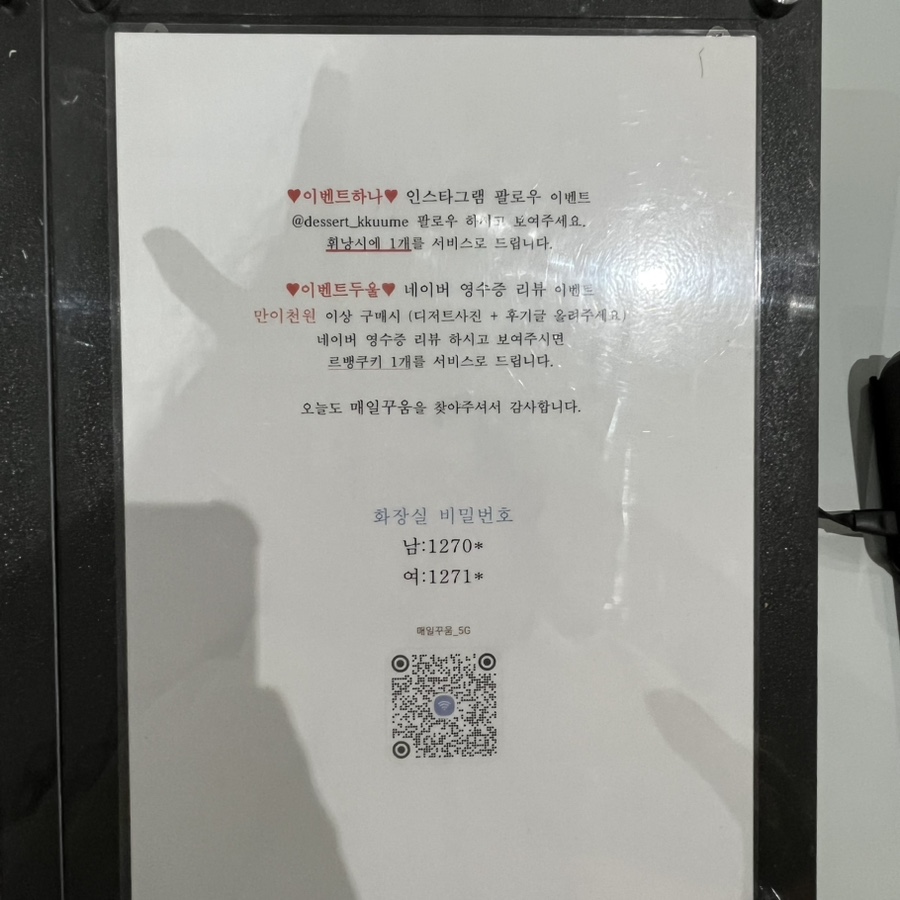 ♥이벤트하나♥ 인스타그램 팔로우 이벤트
@dessert_kkuume 팔로우 하시고 보여주세요.
휘낭시에 1개를 서비스로 드립니다.
♥이벤트두울♥ 네이버 영수증 리뷰 이벤트
만이천원 이상 구매시 (디저트사진 + 후기글 올려주세요)
네이버 영수증 리뷰 하시고 보여주시면
르뱅쿠키 1개를 서비스로 드립니다.
오늘도 매일꾸움을 찾아주셔서 감사합니다.
화장실 비밀번호
남:1270*
여:1271*
매일꾸움_5G